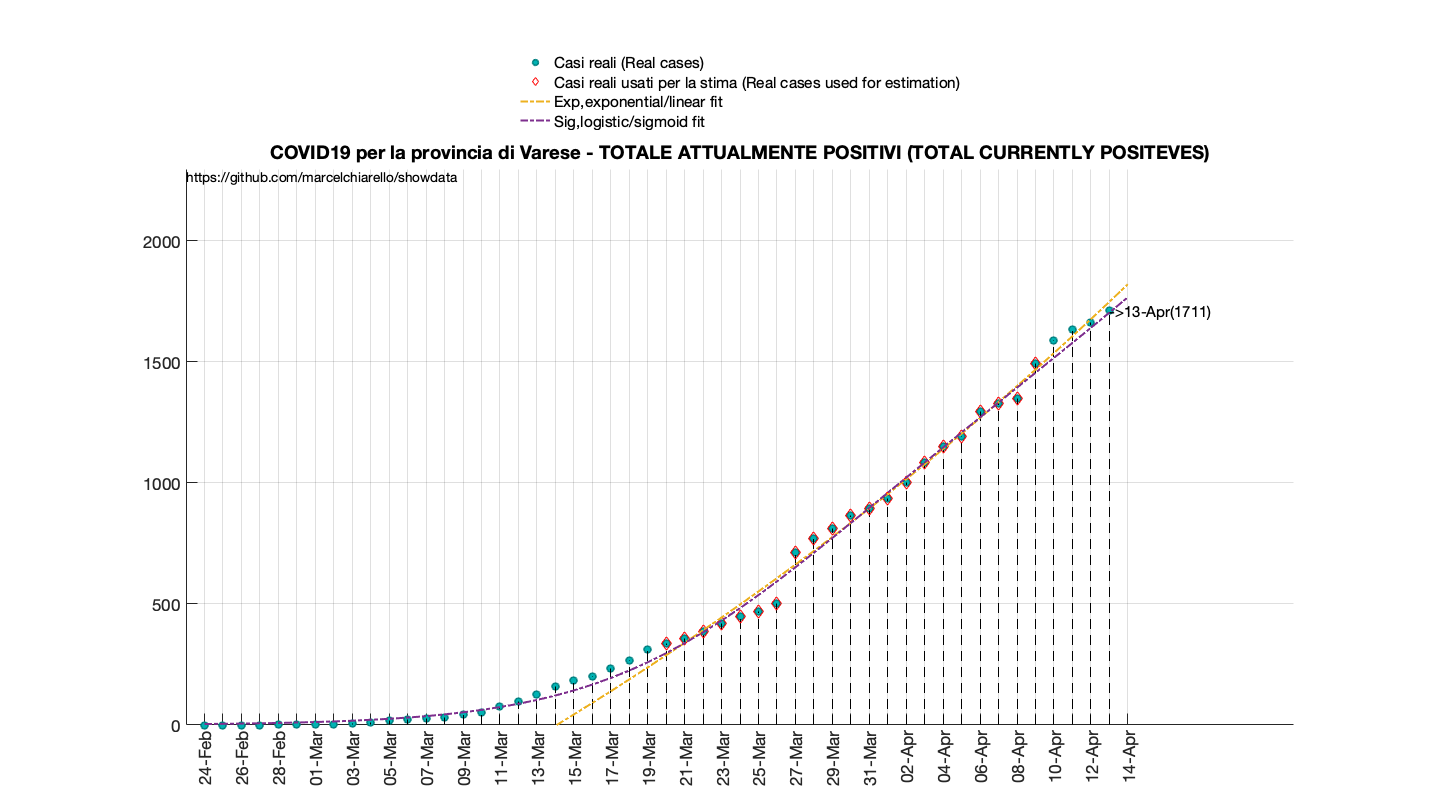 Casi reali (Real cases)
Casi reali usati per la stima (Real cases used for estimation)
Exp,exponential/linear fit
Sig,logistic/sigmoid fit
COVID19 per la provincia di Varese - TOTALE ATTUALMENTE POSITIVI (TOTAL CURRENTLY POSITEVES)
https://github.com/marcelchiarello/showdata
2000
1500
1000
500
0
->13-Apr(1711)
24-Feb
26-Feb
28-Feb
01-Mar
03-Mar
05-Mar
07-Mar
09-Mar
11-Mar
13-Mar
15-Mar
17-Mar
19-Mar
21-Mar
23-Mar
25-Mar
27-Mar
29-Mar
31-Mar
02-Apr
04-Apr
06-Apr
08-Apr
10-Apr
12-Apr
14-Apr